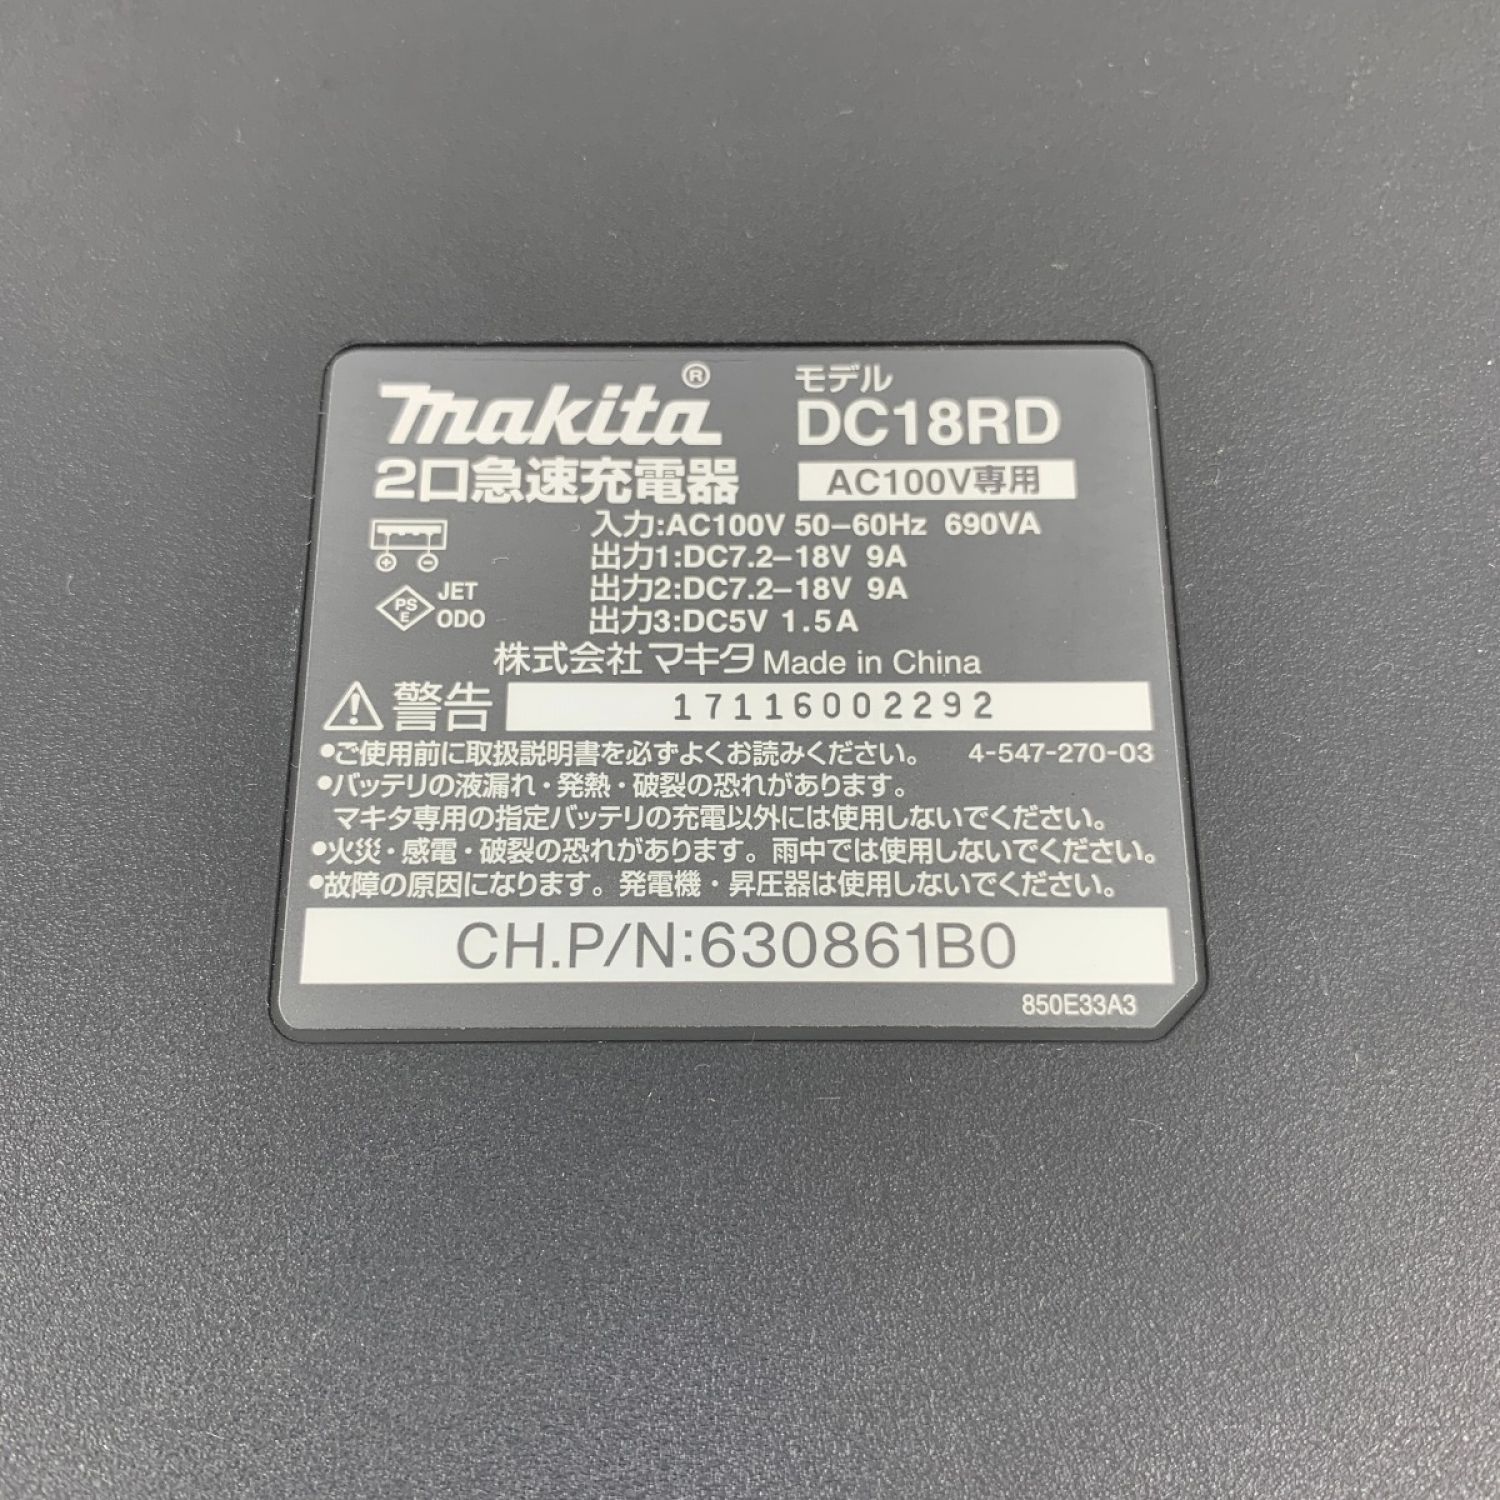 makita®
モデル
DC18RD
2口急速充電器
AC100V専用
入力:AC100V 50-60Hz 690VA
出力1:DC7.2-18V 9A
出力2:DC7.2-18V 9A
出力3:DC5V 1.5A
PS
E
JET
ODO
株式会社マキタ Made in China
警告 17116002292
●ご使用前に取扱説明書を必ずよくお読みください。 4-547-270-03
●バッテリの液漏れ・発熱・破裂の恐れがあります。
マキタ専用の指定バッテリの充電以外には使用しないでください。
●火災・感電・破裂の恐れがあります。雨中では使用しないでください。
●故障の原因になります。発電機・昇圧器は使用しないでください。
CH.P/N:630861B0
850E33A3